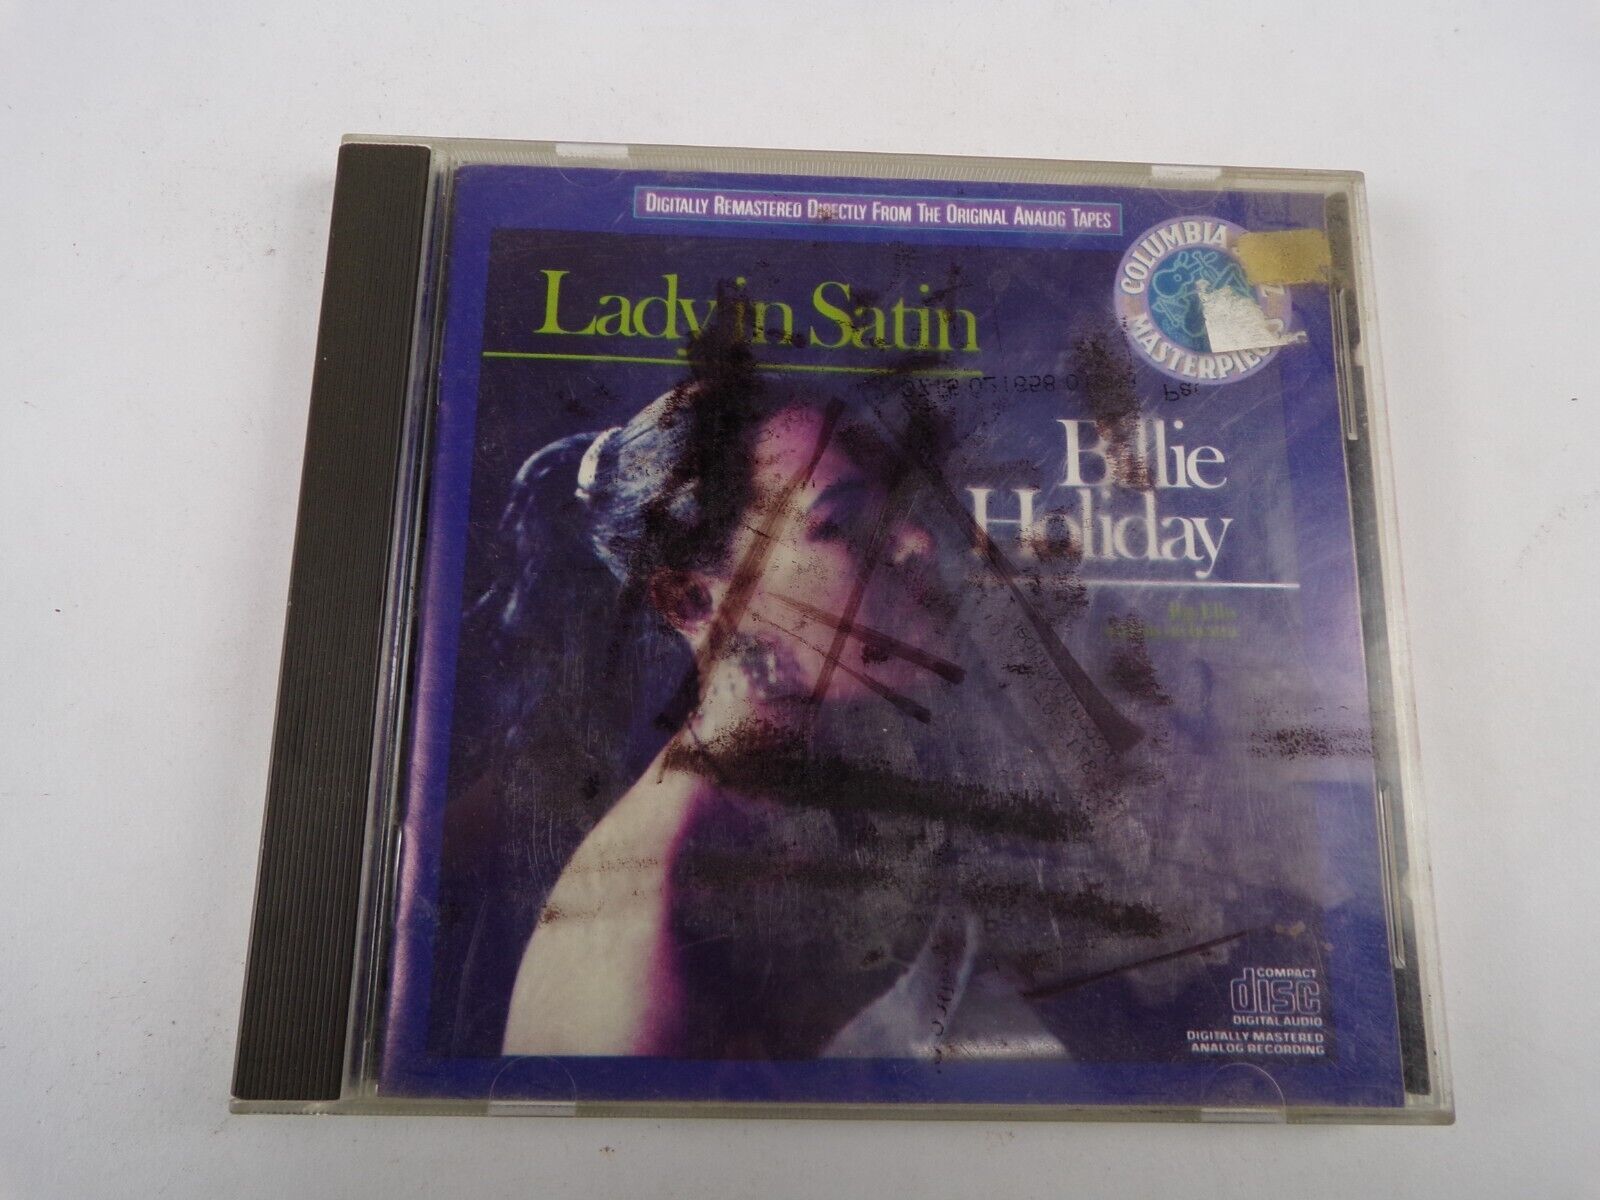 DIGITALLY REMASTERED DIRECTLY FROM THE ORIGINAL ANALOG TAPES
COLUMBIA
MASTERPIECES
Lady in Satin
Billie
Holiday
COMPACT
disc
DIGITAL AUDIO
DIGITALLY MASTERED
ANALOG RECORDING